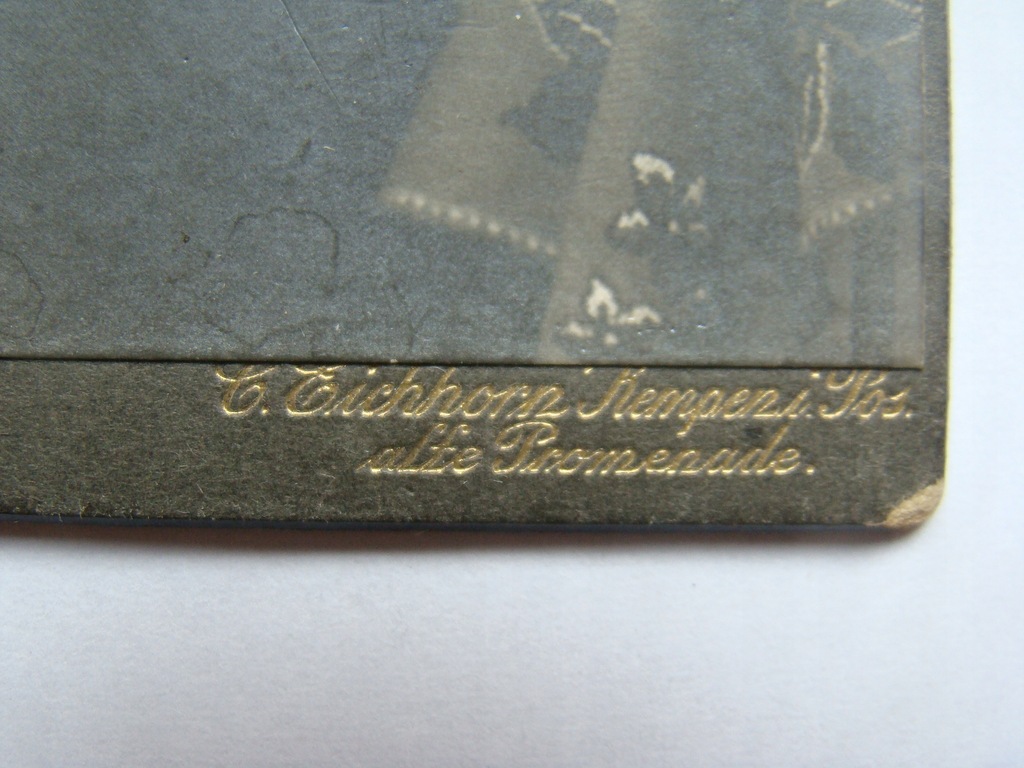 C. Eichhorn Kempen i. Pos.
alte Promenade.